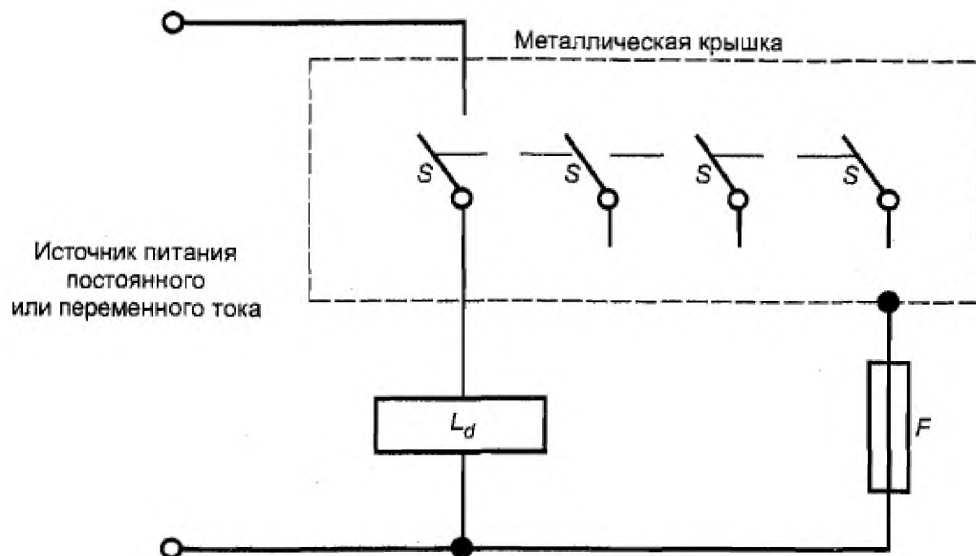 Металлическая крышка
S S S S
Источник питания
постоянного
или переменного тока
L_d
F